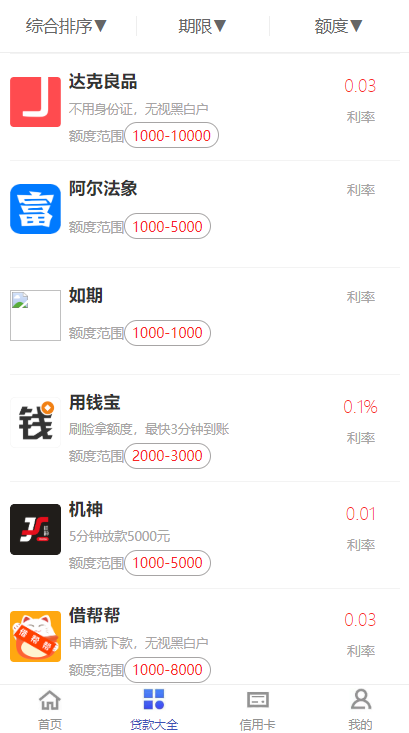 综合排序▼ 期限▼ 额度▼
达克良品
0.03
不用身份证，无视黑白户
利率
额度范围 1000-10000
富
阿尔法象
利率
额度范围 1000-5000
如期
利率
额度范围 1000-1000
钱
用钱宝
0.1%
刷脸拿额度，最快3分钟到账
利率
额度范围 2000-3000
机神
0.01
5分钟放款5000元
利率
额度范围 1000-5000
借帮帮
借帮帮
0.03
申请就下款，无视黑白户
利率
额度范围 1000-8000
首页 贷款大全 信用卡 我的